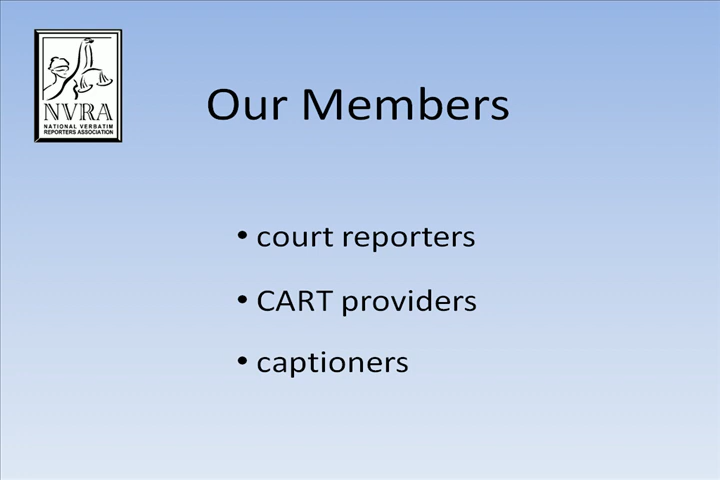 NVRA
NATIONAL VERBATIM
REPORTERS ASSOCIATION
Our Members
• court reporters
• CART providers
• captioners